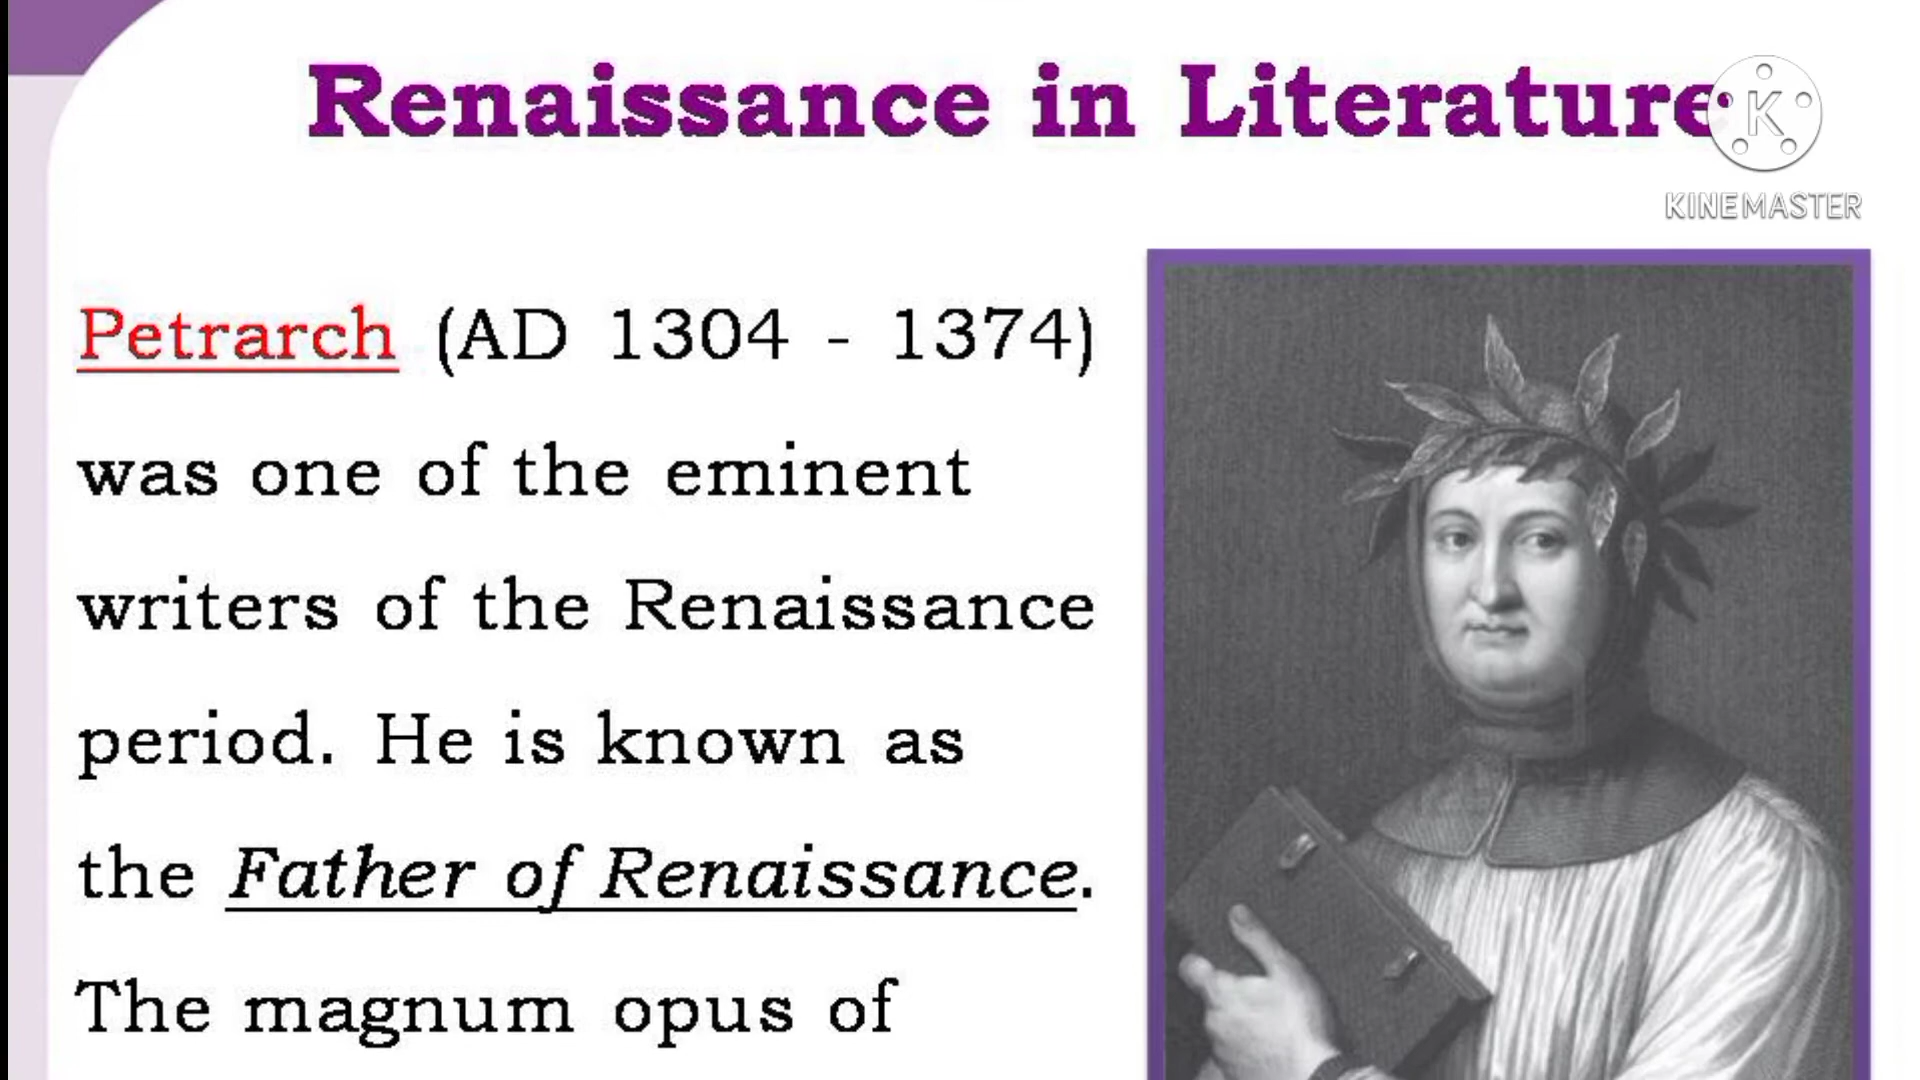 Renaissance in Literature
K
KINEMASTER
Petrarch (AD 1304 - 1374)
was one of the eminent
writers of the Renaissance
period. He is known as
the Father of Renaissance.
The magnum opus of